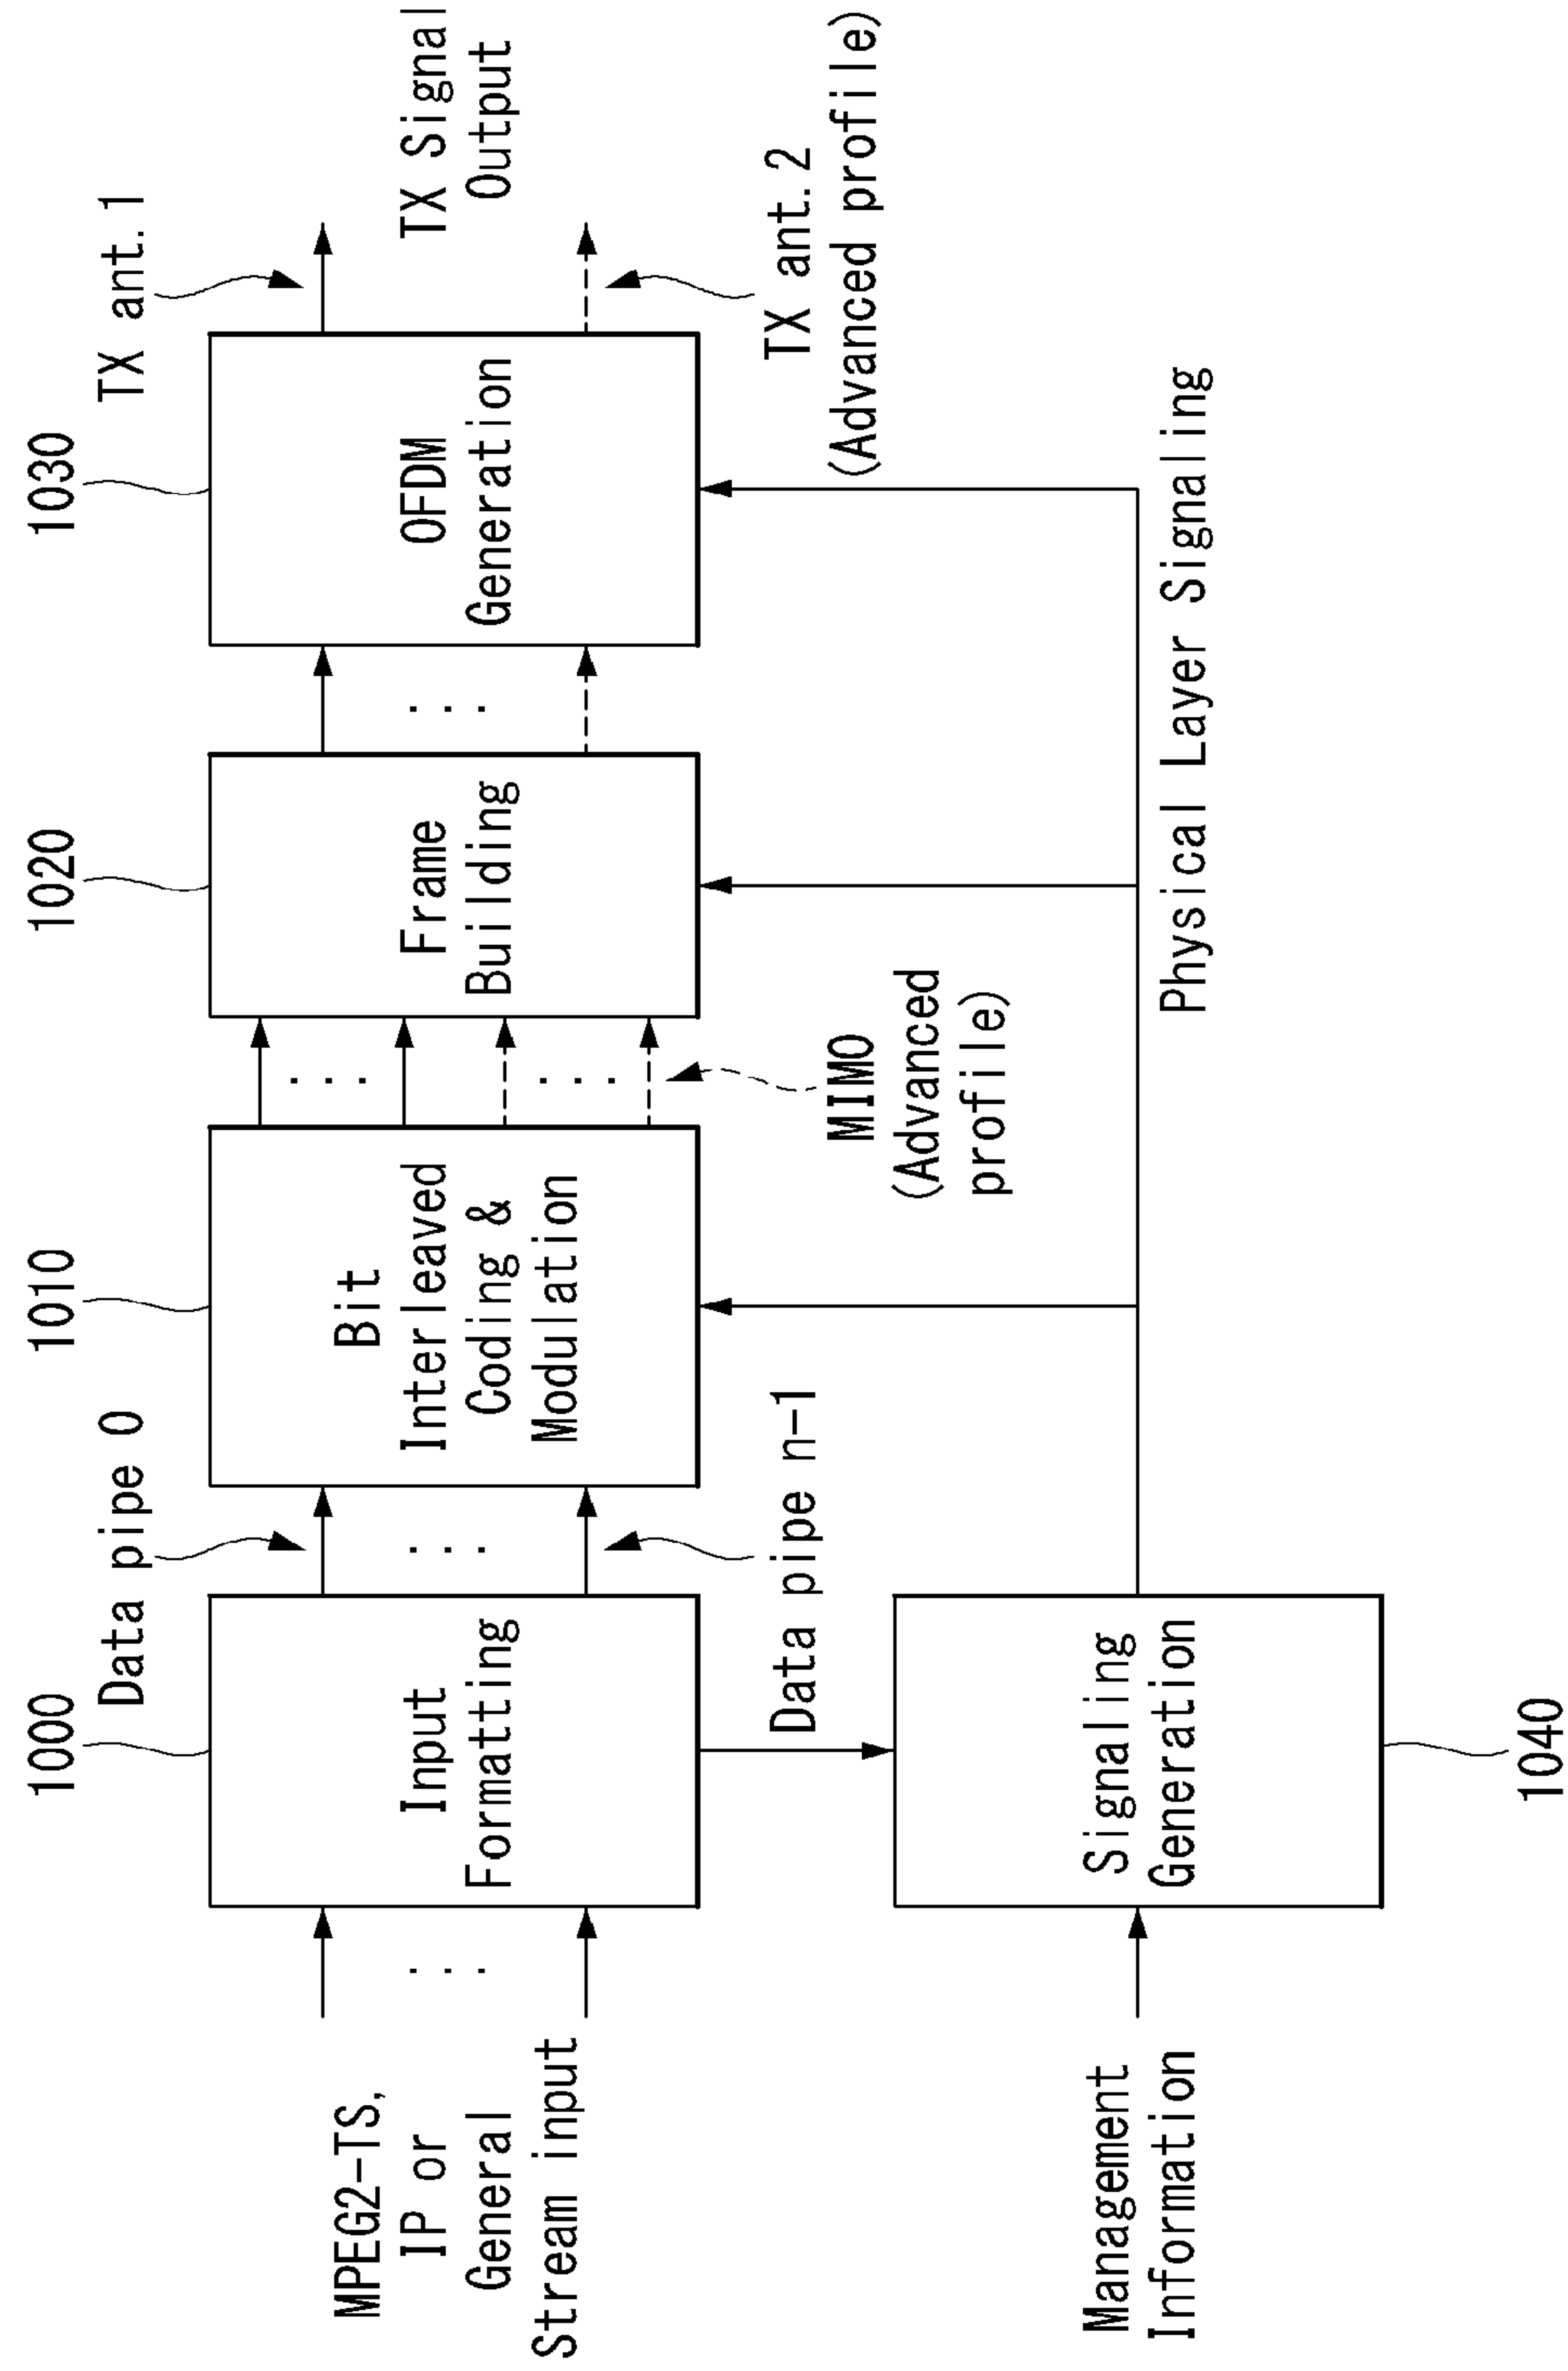 1000
1010
1020
1030
Data pipe 0
TX ant.1
MPEG2-TS,
IP or
General
Stream input
Input
Formatting
Bit
Interleaved
Coding &
Modulation
Frame
Building
OFDM
Generation
TX Signal
Output
Data pipe n-1
MIMO
(Advanced
profile)
TX ant.2
(Advanced profile)
Management
Information
Signaling
Generation
Physical Layer Signaling
1040